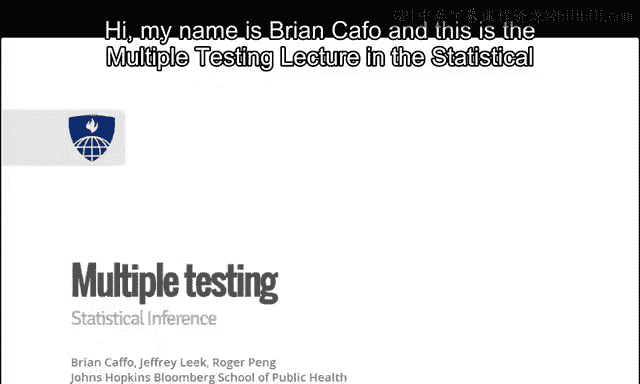 Hi, my name is Brian Cafo and this is the
Multiple Testing Lecture in the Statistical
Multiple testing
Statistical Inference
Brian Caffo, Jeffrey Leek, Roger Peng
Johns Hopkins Bloomberg School of Public Health